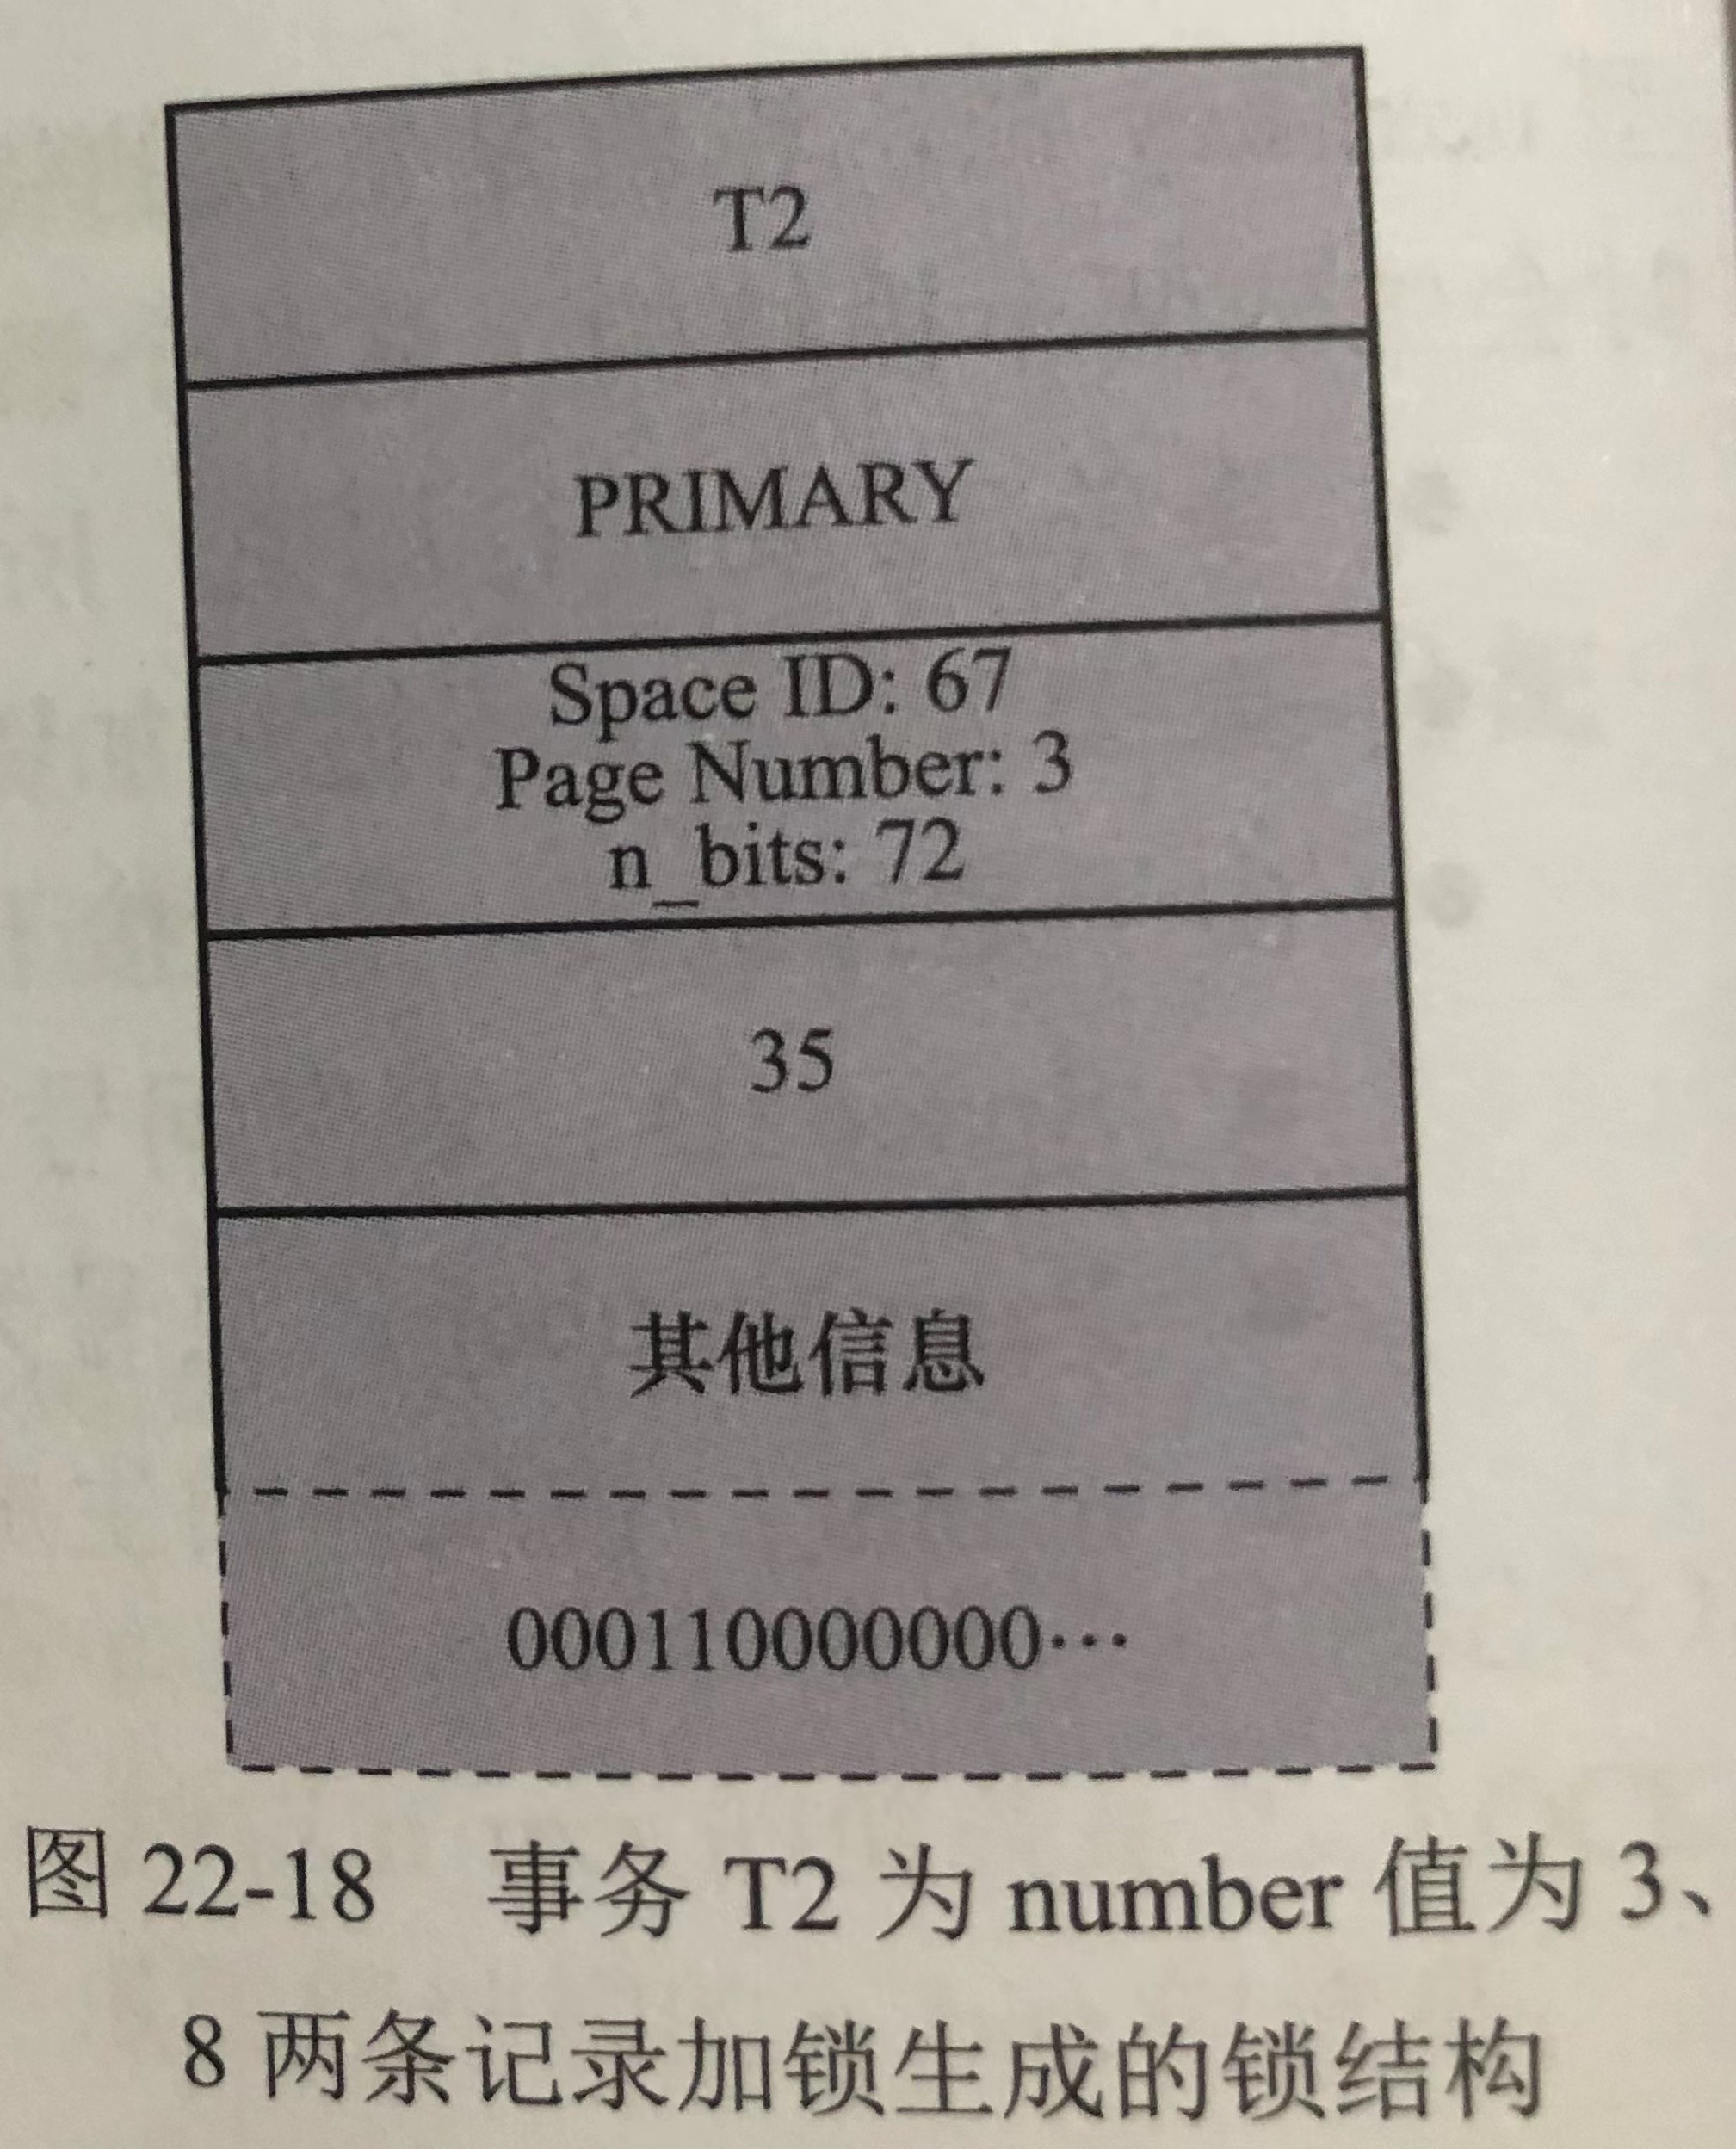 T2
PRIMARY
Space ID: 67
Page Number: 3
n_bits: 72
35
其他信息
000110000000···
图 22-18 事务 T2 为 number 值为 3、
8 两条记录加锁生成的锁结构